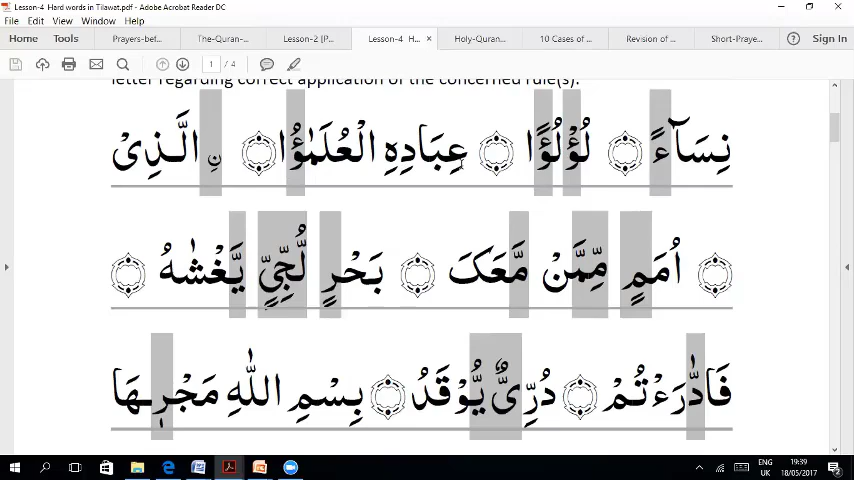 Lesson-4 Hard words in Tilawat.pdf - Adobe Acrobat Reader DC
File Edit View Window Help
Home Tools Prayers-bef... The-Quran-... Lesson-2 [P... Lesson-4 H... × Holy-Quran... 10 Cases of ... Revision of ... Short-Praye... Sign In
1 / 4
letter regarding correct application of the concerned rule(s).
نِسَآءً لُؤْلُؤًا عِبَادِهِ الْعُلَمٰٓؤُا نِ الَّـذِىْ
اُمَمٍ مِّمَّنْ مَّعَكَ بَحْرٍ لُّجِّىٍّ يَّغْشٰىهُ
فَادّٰرَءْتُمْ دُرِّىٌّ يُّوْقَدُ بِسْمِ اللّٰهِ مَجْرٖىهَا
ENG 19:39
UK 18/05/2017